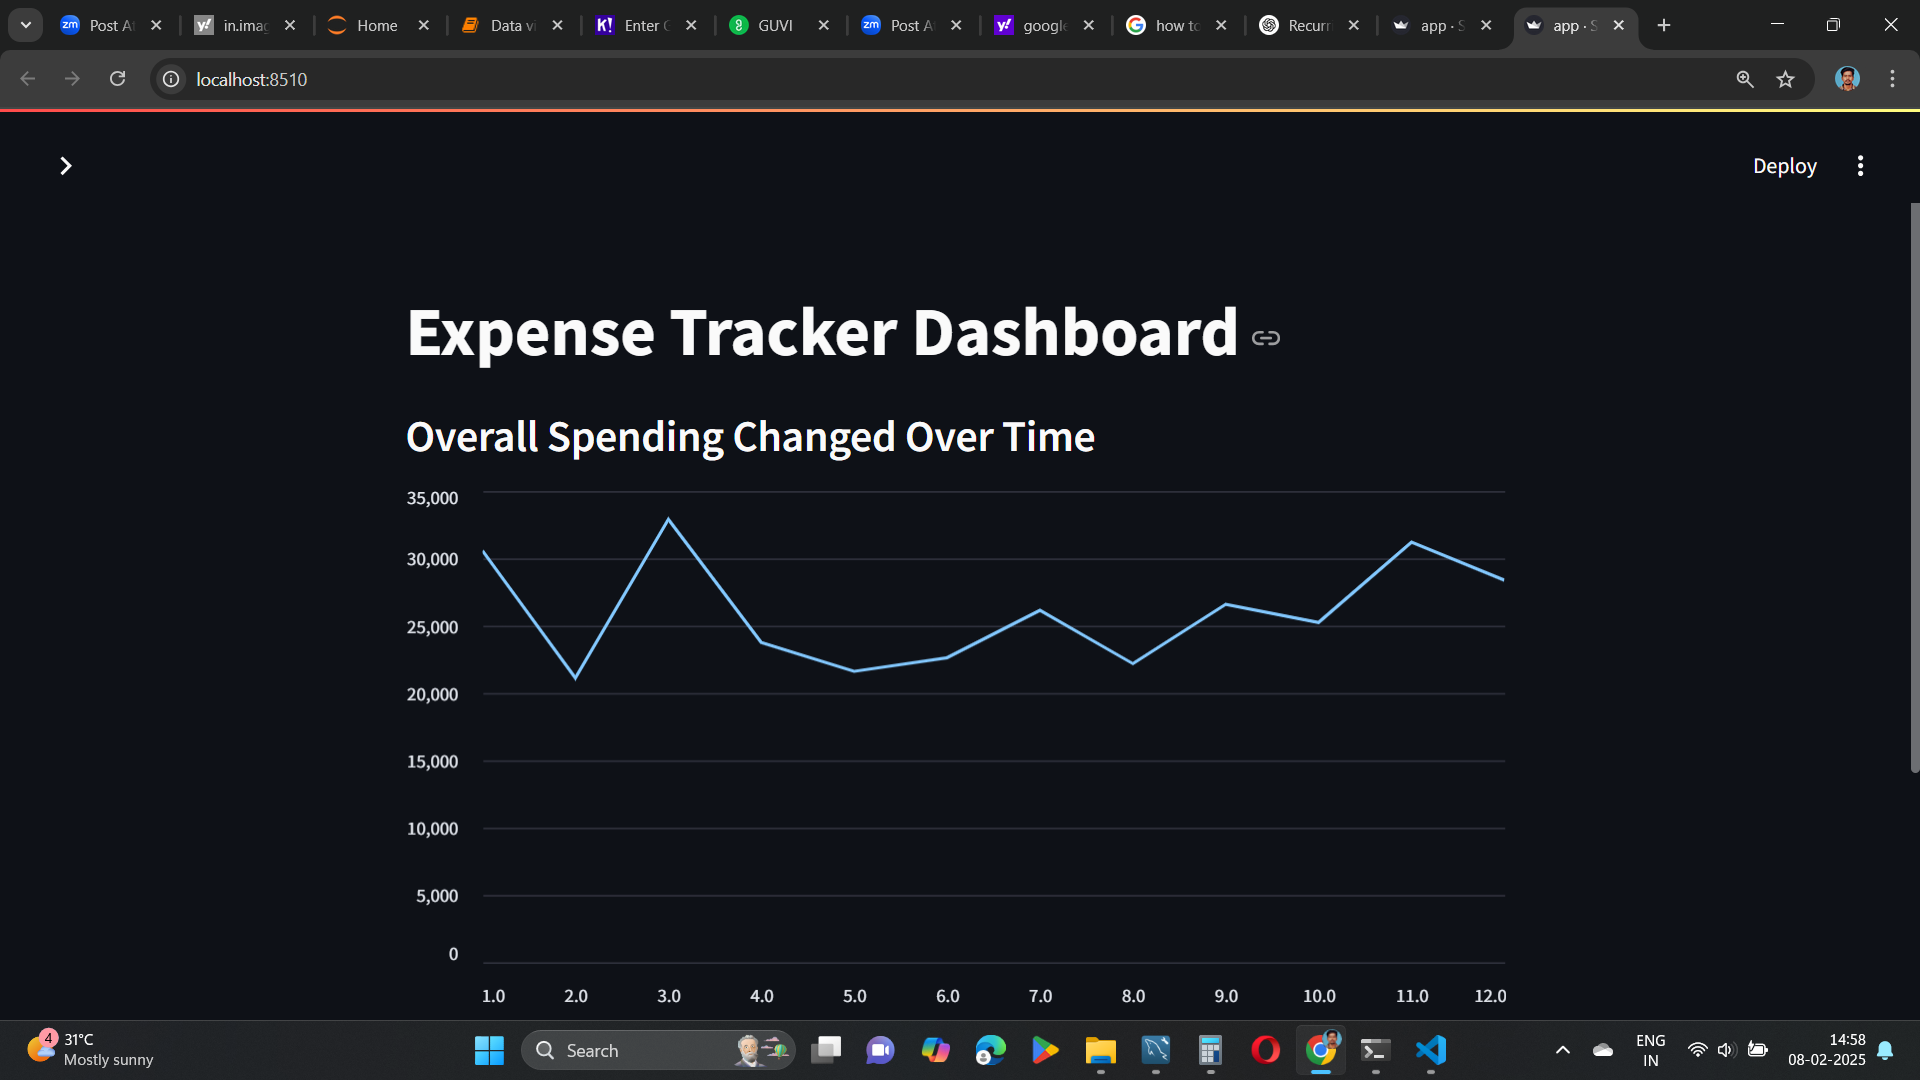 Post A
in.imag
Home
Data vi
Enter G
GUVI
Post A
google
how to
Recurr
app · S
app · S
localhost:8510
Deploy
Expense Tracker Dashboard
Overall Spending Changed Over Time
35,000
30,000
25,000
20,000
15,000
10,000
5,000
0
1.0 2.0 3.0 4.0 5.0 6.0 7.0 8.0 9.0 10.0 11.0 12.0
4
31°C
Mostly sunny
Search
ENG
IN
14:58
08-02-2025